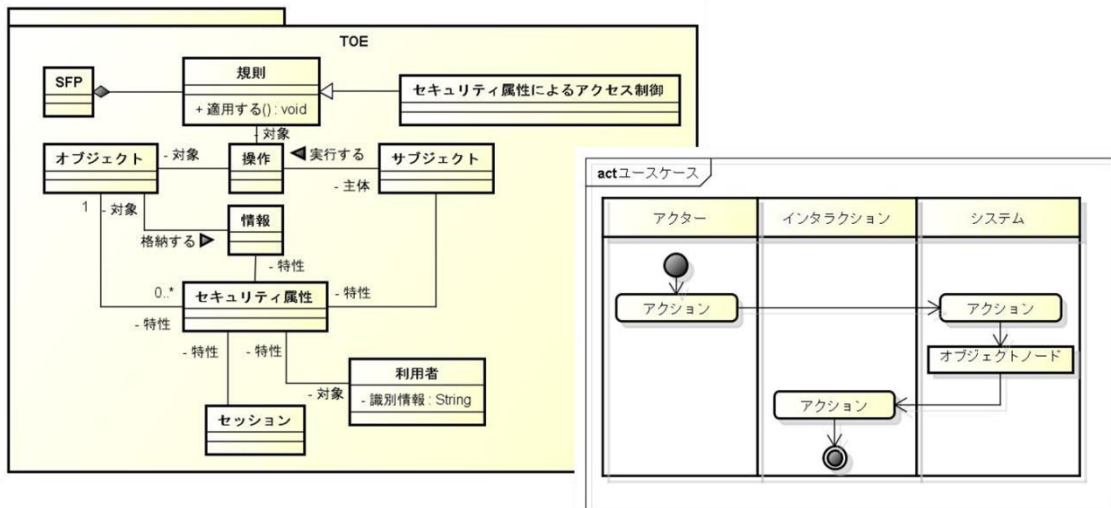 TOE
SFP
規則
+ 適用する() : void
セキュリティ属性によるアクセス制御
- 対象
オブジェクト
- 対象
操作
◀ 実行する
サブジェクト
- 主体
1
- 対象
情報
格納する ▶
- 特性
0..*
セキュリティ属性
- 特性
- 特性
- 特性
- 特性
利用者
- 対象
- 識別情報 : String
セッション
actユースケース
アクター
インタラクション
システム
アクション
アクション
オブジェクトノード
アクション